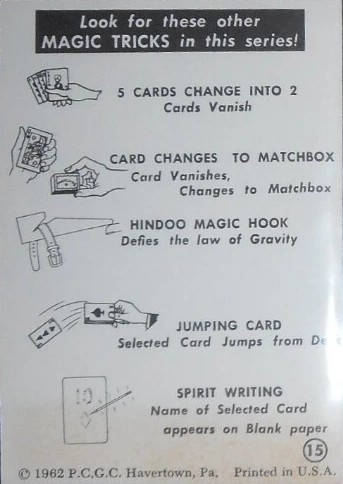 Look for these other
MAGIC TRICKS in this series!
5 CARDS CHANGE INTO 2
Cards Vanish
CARD CHANGES TO MATCHBOX
Card Vanishes,
Changes to Matchbox
HINDOO MAGIC HOOK
Defies the law of Gravity
JUMPING CARD
Selected Card Jumps from
SPIRIT WRITING
Name of Selected Card
appears on Blank paper
15
© 1962 P.C.G.C. Havertown, Pa. Printed in U.S.A.